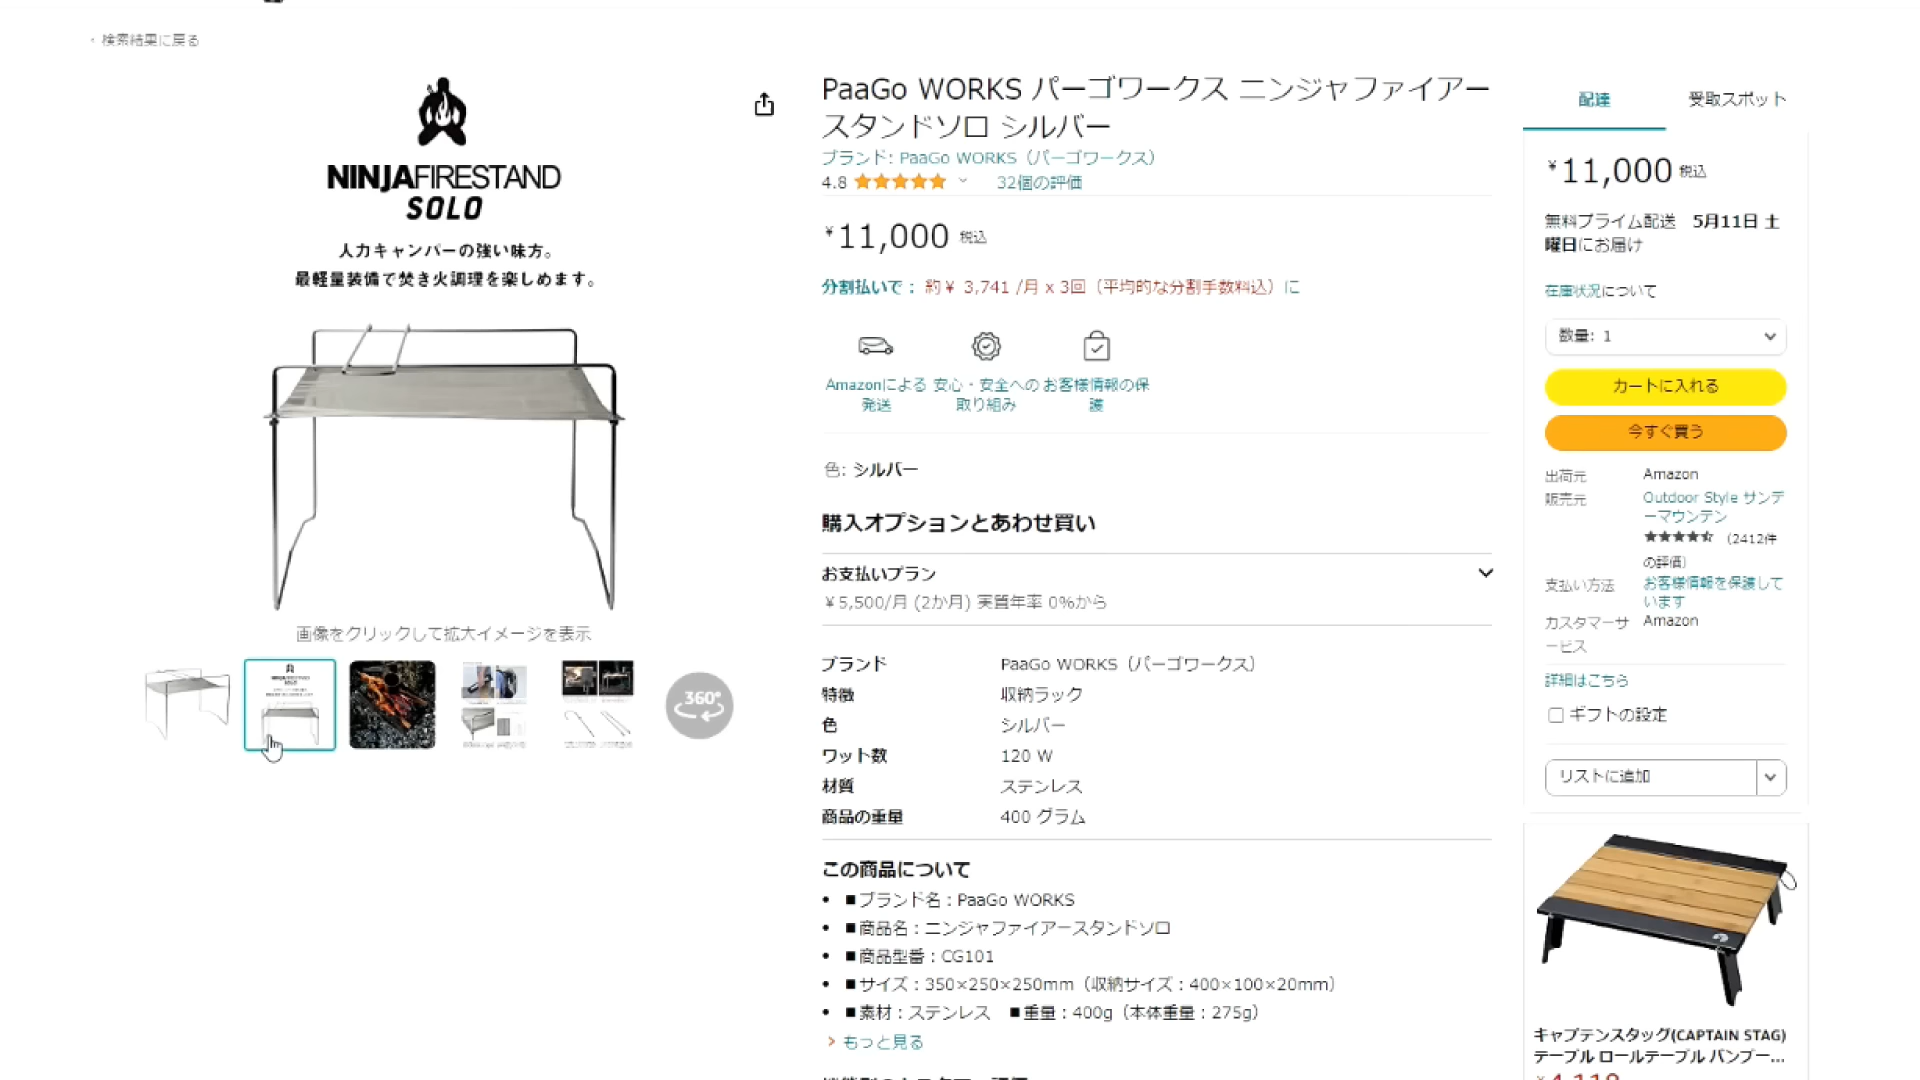 ‹ 検索結果に戻る
NINJAFIRESTAND
SOLO
人力キャンパーの強い味方。
最軽量装備で焚き火調理を楽しめます。
画像をクリックして拡大イメージを表示
360°
PaaGo WORKS パーゴワークス ニンジャファイアー
スタンドソロ シルバー
ブランド: PaaGo WORKS（パーゴワークス）
4.8
32個の評価
¥11,000 税込
分割払いで： 約¥ 3,741 /月 x 3回（平均的な分割手数料込）に
Amazonによる
発送
安心・安全への
取り組み
お客様情報の保
護
色: シルバー
購入オプションとあわせ買い
お支払いプラン
¥5,500/月 (2か月) 実質年率 0%から
ブランド PaaGo WORKS（パーゴワークス）
特徴 収納ラック
色 シルバー
ワット数 120 W
材質 ステンレス
商品の重量 400 グラム
この商品について
• ■ブランド名：PaaGo WORKS
• ■商品名：ニンジャファイアースタンドソロ
• ■商品型番：CG101
• ■サイズ：350×250×250mm（収納サイズ：400×100×20mm）
• ■素材：ステンレス ■重量：400g（本体重量：275g）
› もっと見る
配達 受取スポット
¥11,000 税込
無料プライム配送 5月11日 土
曜日にお届け
在庫状況について
数量: 1
カートに入れる
今すぐ買う
出荷元 Amazon
販売元 Outdoor Style サンデ
ーマウンテン
（2412件
の評価）
支払い方法 お客様情報を保護して
います
カスタマーサ Amazon
ービス
詳細はこちら
ギフトの設定
リストに追加
キャプテンスタッグ(CAPTAIN STAG)
テーブル ロールテーブル バンブー...